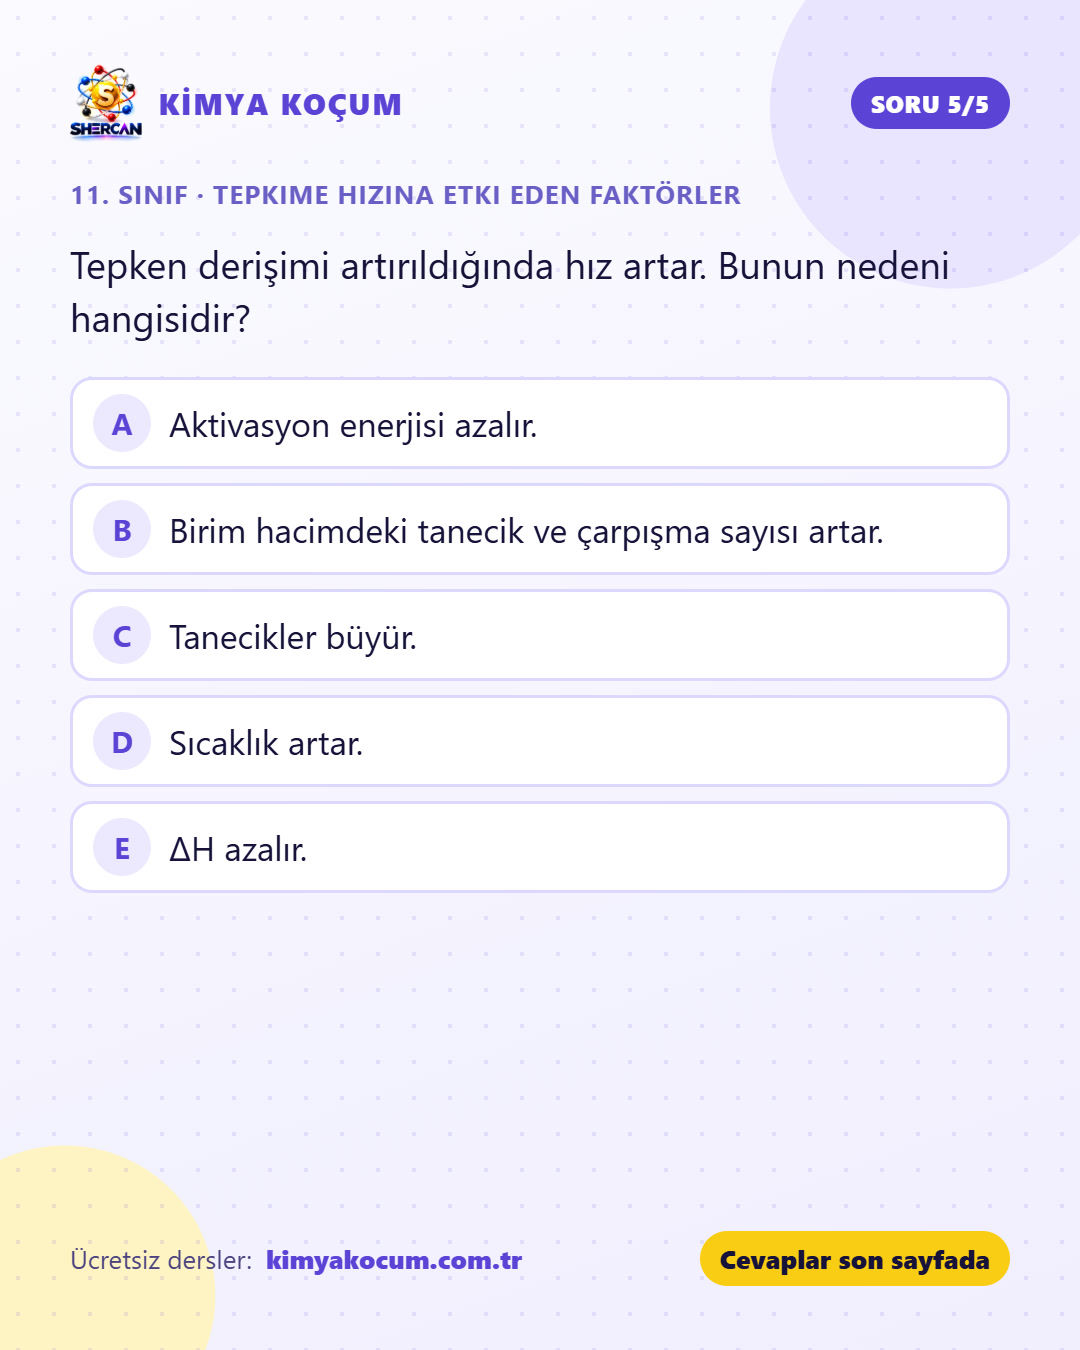 SHERCAN
KİMYA KOÇUM
SORU 5/5
11. SINIF · TEPKIME HIZINA ETKI EDEN FAKTÖRLER
Tepken derişimi artırıldığında hız artar. Bunun nedeni
hangisidir?
A Aktivasyon enerjisi azalır.
B Birim hacimdeki tanecik ve çarpışma sayısı artar.
C Tanecikler büyür.
D Sıcaklık artar.
E ΔH azalır.
Ücretsiz dersler: kimyakocum.com.tr
Cevaplar son sayfada